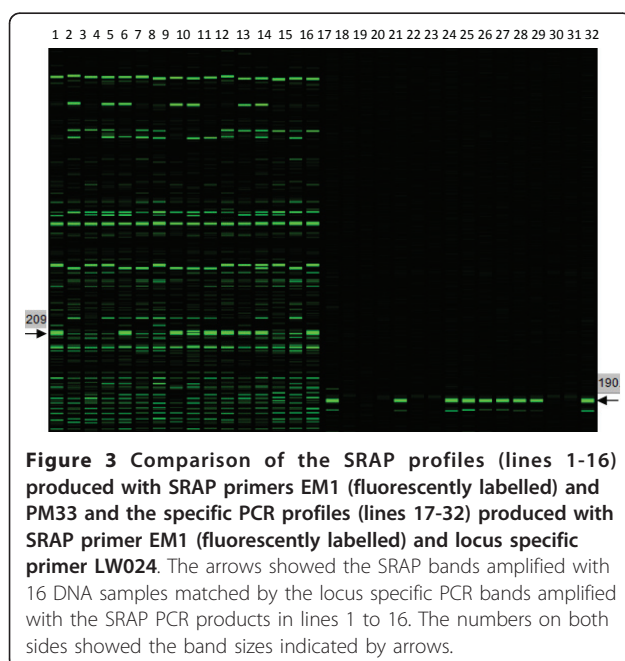 1 2 3 4 5 6 7 8 9 10 11 12 13 14 15 16 17 18 19 20 21 22 23 24 25 26 27 28 29 30 31 32
209
190
Figure 3 Comparison of the SRAP profiles (lines 1-16)
produced with SRAP primers EM1 (fluorescently labelled) and
PM33 and the specific PCR profiles (lines 17-32) produced with
SRAP primer EM1 (fluorescently labelled) and locus specific
primer LW024. The arrows showed the SRAP bands amplified with
16 DNA samples matched by the locus specific PCR bands amplified
with the SRAP PCR products in lines 1 to 16. The numbers on both
sides showed the band sizes indicated by arrows.